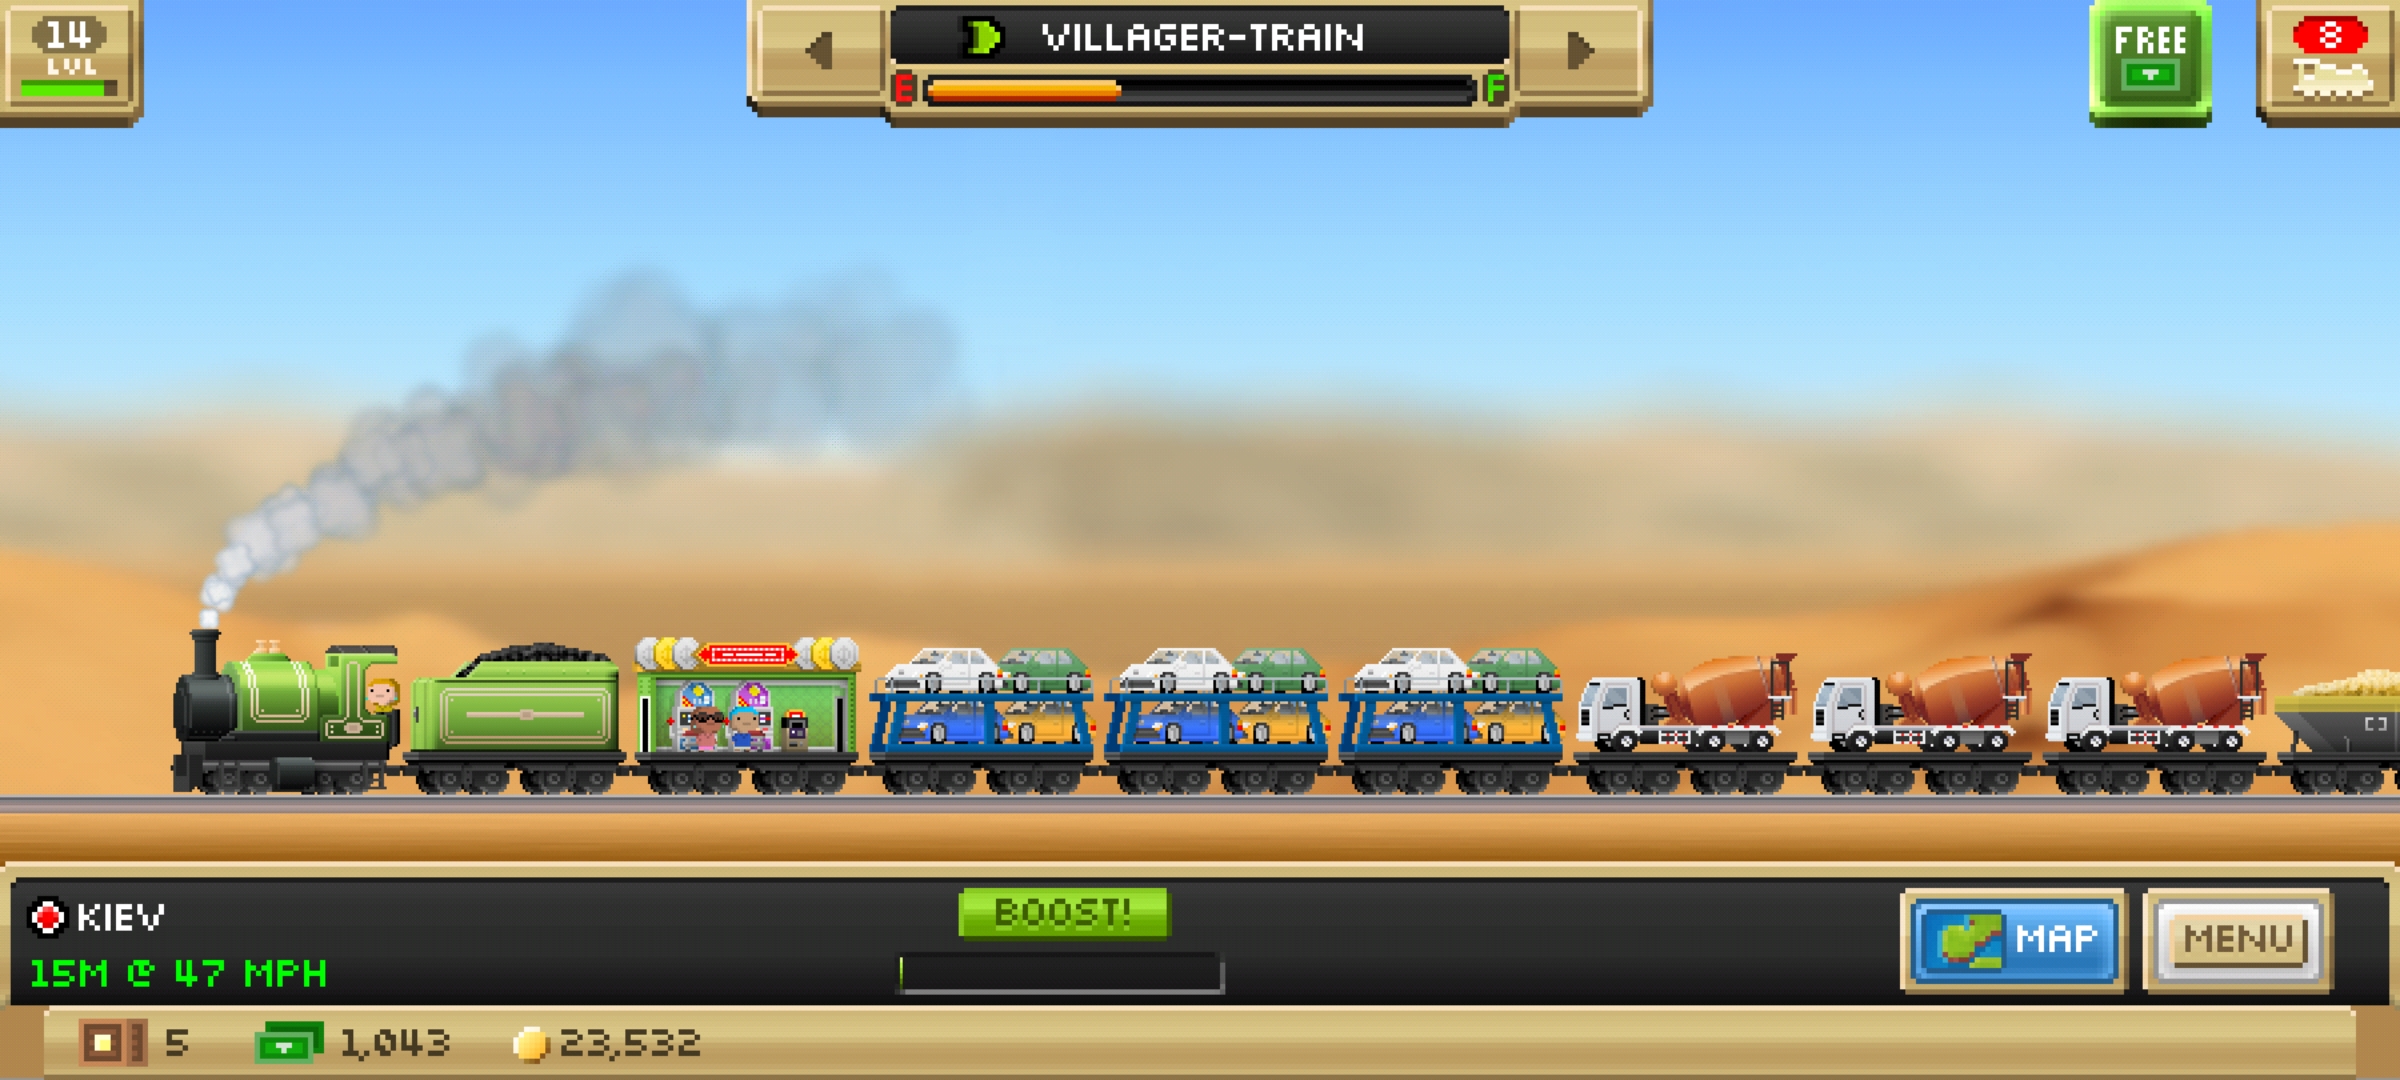 14
LVL
VILLAGER-TRAIN
E F
FREE
8
KIEV
15M @ 47 MPH
BOOST!
MAP
MENU
5
1,043
23,532